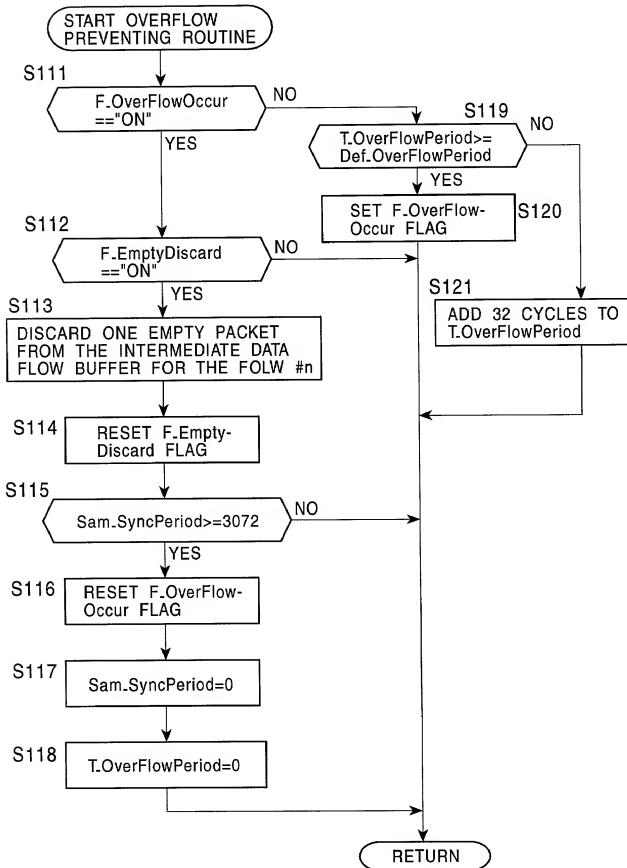 START OVERFLOW
PREVENTING ROUTINE
S111
F_OverFlowOccur
=="ON"
NO
YES
S119
T_OverFlowPeriod>=
Def_OverFlowPeriod
NO
YES
SET F_OverFlow-
Occur FLAG
S120
S112
F_EmptyDiscard
=="ON"
NO
YES
S121
ADD 32 CYCLES TO
T_OverFlowPeriod
S113
DISCARD ONE EMPTY PACKET
FROM THE INTERMEDIATE DATA
FLOW BUFFER FOR THE FOLW #n
S114
RESET F_Empty-
Discard FLAG
S115
Sam_SyncPeriod>=3072
NO
YES
S116
RESET F_OverFlow-
Occur FLAG
S117
Sam_SyncPeriod=0
S118
T_OverFlowPeriod=0
RETURN